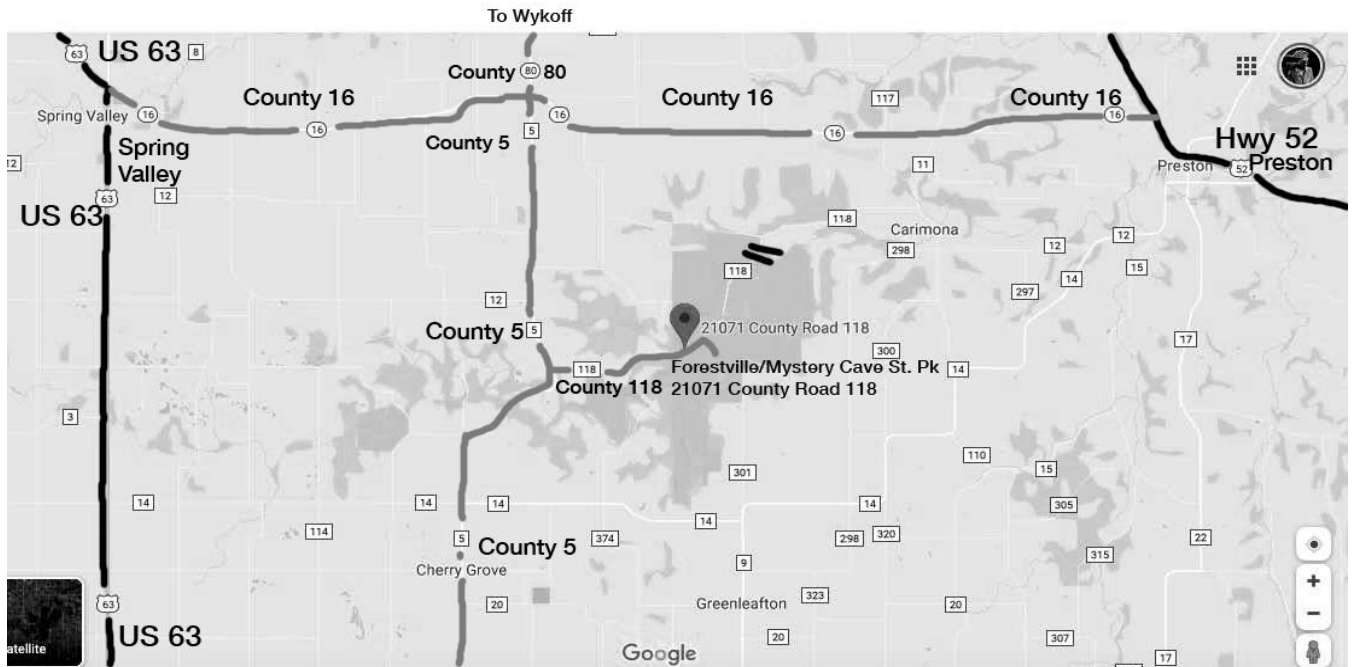 To Wykoff
US 63
63
8
County 80 80
County 16
County 16
County 16
117
Spring Valley
16
16
16
16
16
5
County 5
Spring
Valley
Hwy 52
Preston
Preston
52
12
11
12
63
US 63
118
Carimona
298
12
12
15
14
297
118
12
County 5
5
21071 County Road 118
300
17
118
County 118
Forestville/Mystery Cave St. Pk
21071 County Road 118
14
3
301
110
15
14
14
14
14
14
305
114
5
County 5
374
298
320
22
315
Cherry Grove
9
63
20
Greenleafton
323
20
US 63
20
307
17
atellite
Google
+
−